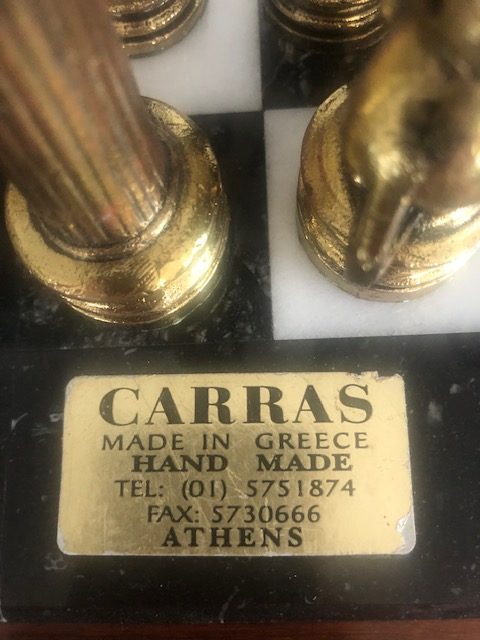 CARRAS
MADE IN GREECE
HAND MADE
TEL: (01) 5751874
FAX: 5730666
ATHENS